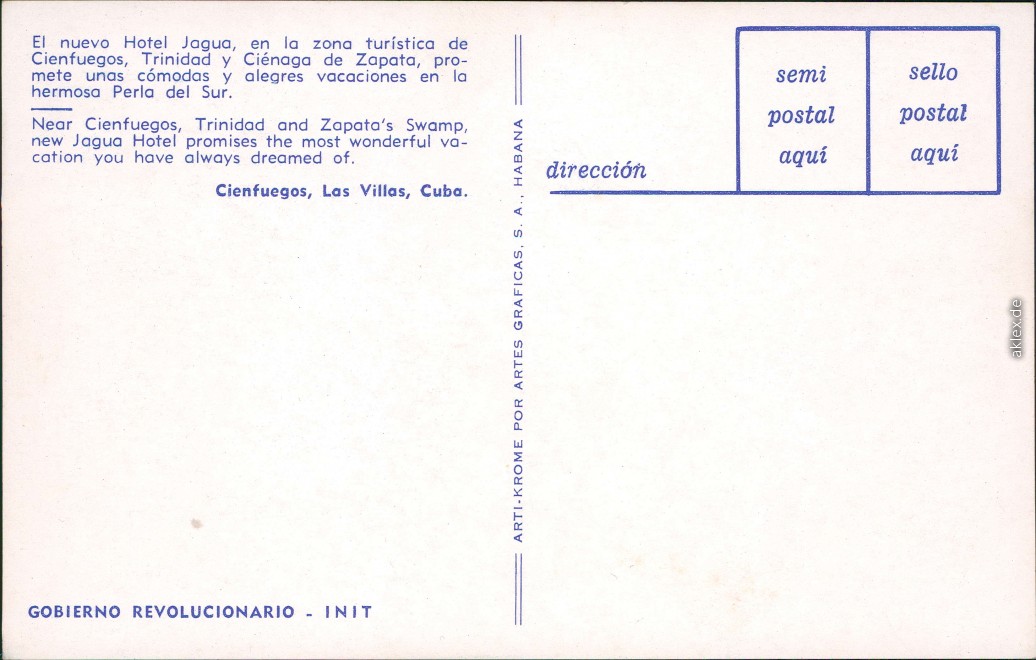 El nuevo Hotel Jagua, en la zona turística de
Cienfuegos, Trinidad y Ciénaga de Zapata, pro-
mete unas cómodas y alegres vacaciones en la
hermosa Perla del Sur.
Near Cienfuegos, Trinidad and Zapata's Swamp,
new Jagua Hotel promises the most wonderful va-
cation you have always dreamed of.
Cienfuegos, Las Villas, Cuba.
GOBIERNO REVOLUCIONARIO - INIT
ARTI-KROME POR ARTES GRAFICAS, S. A., HABANA
dirección
semi
postal
aquí
sello
postal
aquí
aklex.de